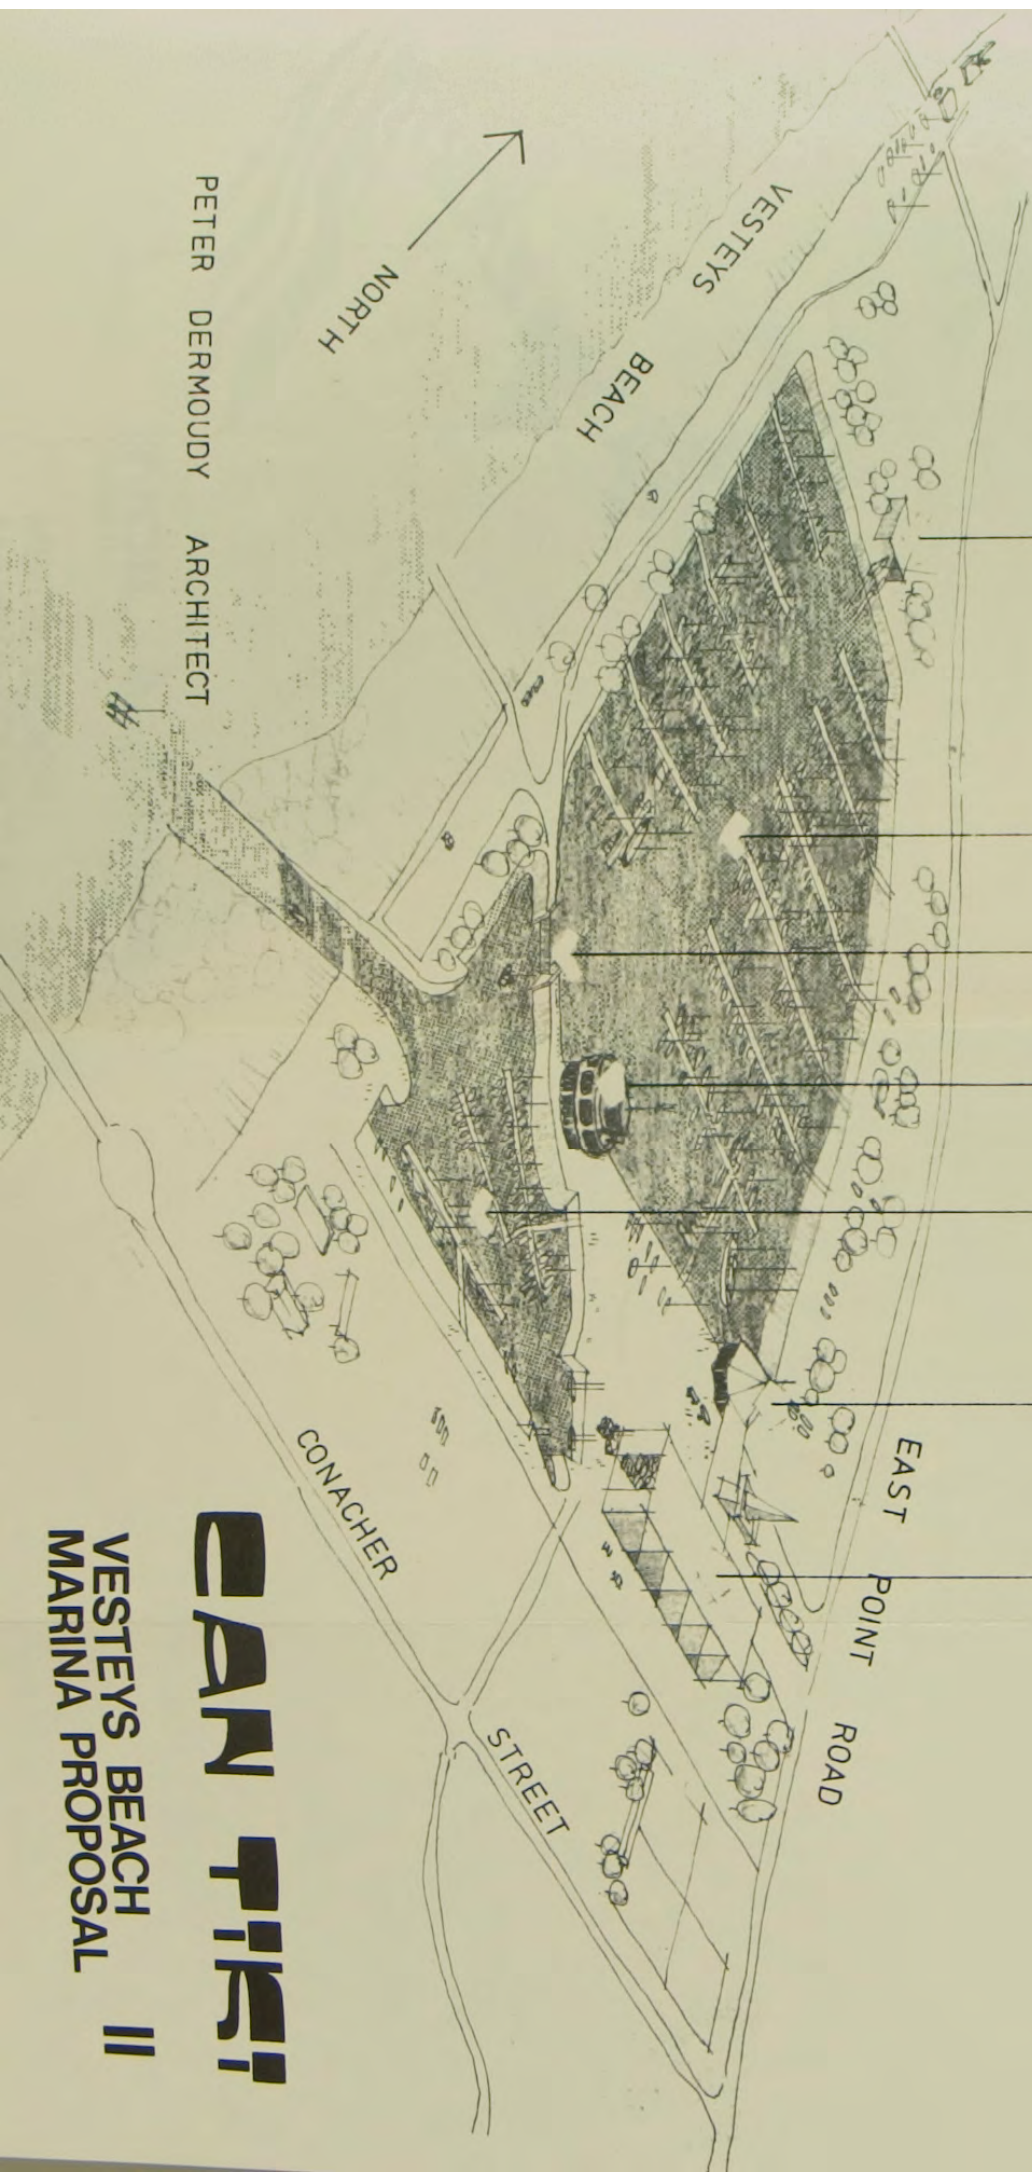 EAST POINT ROAD
VESTEYS BEACH
NORTH
CONACHER STREET
PETER DERMOUDY ARCHITECT
CAN TIKI
VESTEYS BEACH
MARINA PROPOSAL II